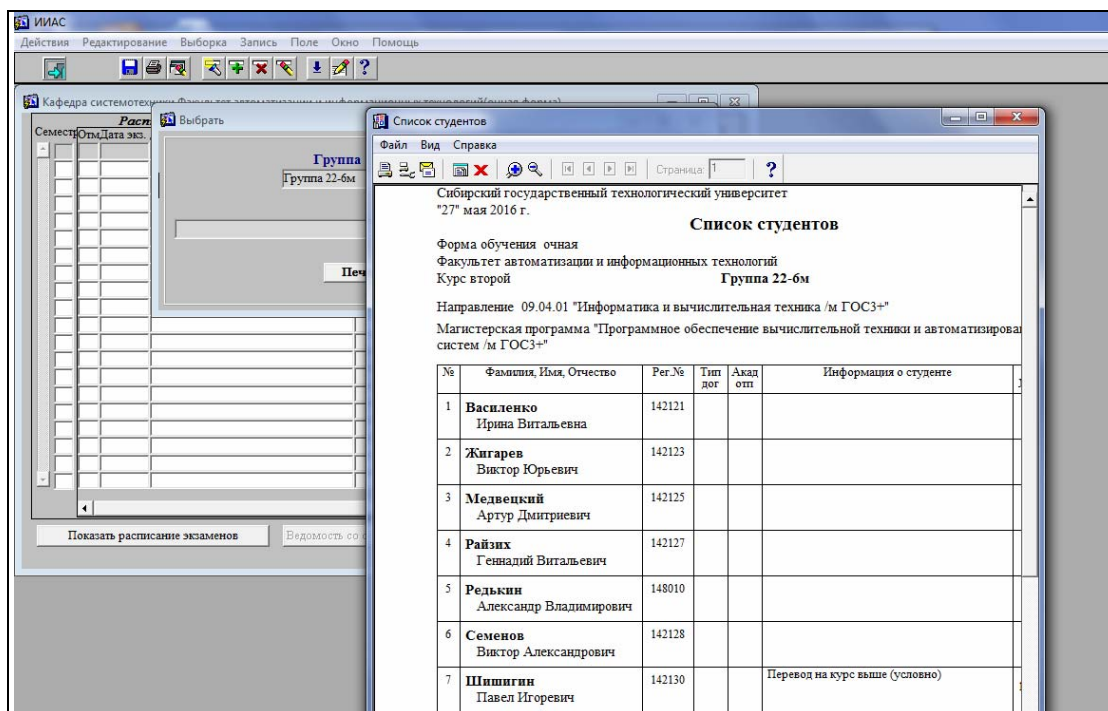 ИИАС
Действия Редактирование Выборка Запись Поле Окно Помощь
Кафедра системотехники Факультет автоматизации и информационных технологий(очная форма)
Семестр Отм Дата экз.
Выбрать
Группа
Группа 22-6м
Показать расписание экзаменов
Ведомость со
Список студентов
Файл Вид Справка
Страница: 1
Сибирский государственный технологический университет
"27" мая 2016 г.
Список студентов
Форма обучения очная
Факультет автоматизации и информационных технологий
Курс второй Группа 22-6м
Направление 09.04.01 "Информатика и вычислительная техника /м ГОС3+"
Магистерская программа "Программное обеспечение вычислительной техники и
систем /м ГОС3+"
№ Фамилия, Имя, Отчество Рег.№ Тип Акад Информация о студенте
дог отп
1 Василенко 142121
Ирина Витальевна
2 Жигарев 142123
Виктор Юрьевич
3 Медвецкий 142125
Артур Дмитриевич
4 Райзих 142127
Геннадий Витальевич
5 Редькин 148010
Александр Владимирович
6 Семенов 142128
Виктор Александрович
7 Шишигин 142130 Перевод на курс выше (условно)
Павел Игоревич